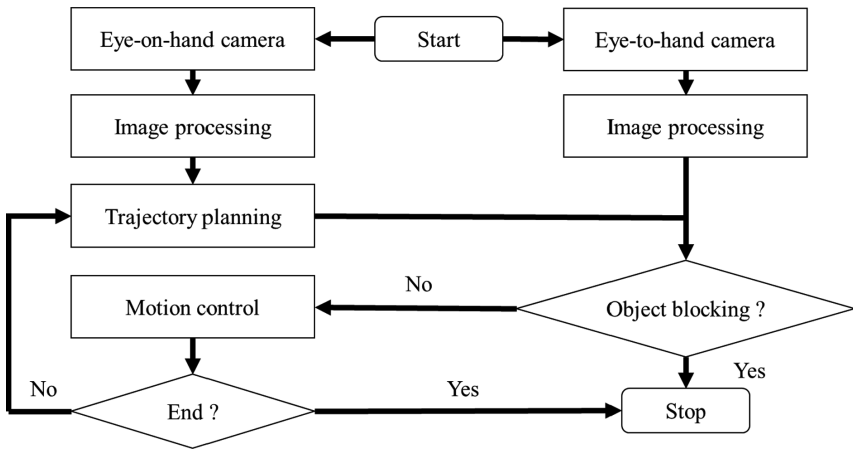 Eye-on-hand camera
Start
Eye-to-hand camera
Image processing
Image processing
Trajectory planning
No
Motion control
Object blocking ?
No
Yes
Yes
End ?
Stop